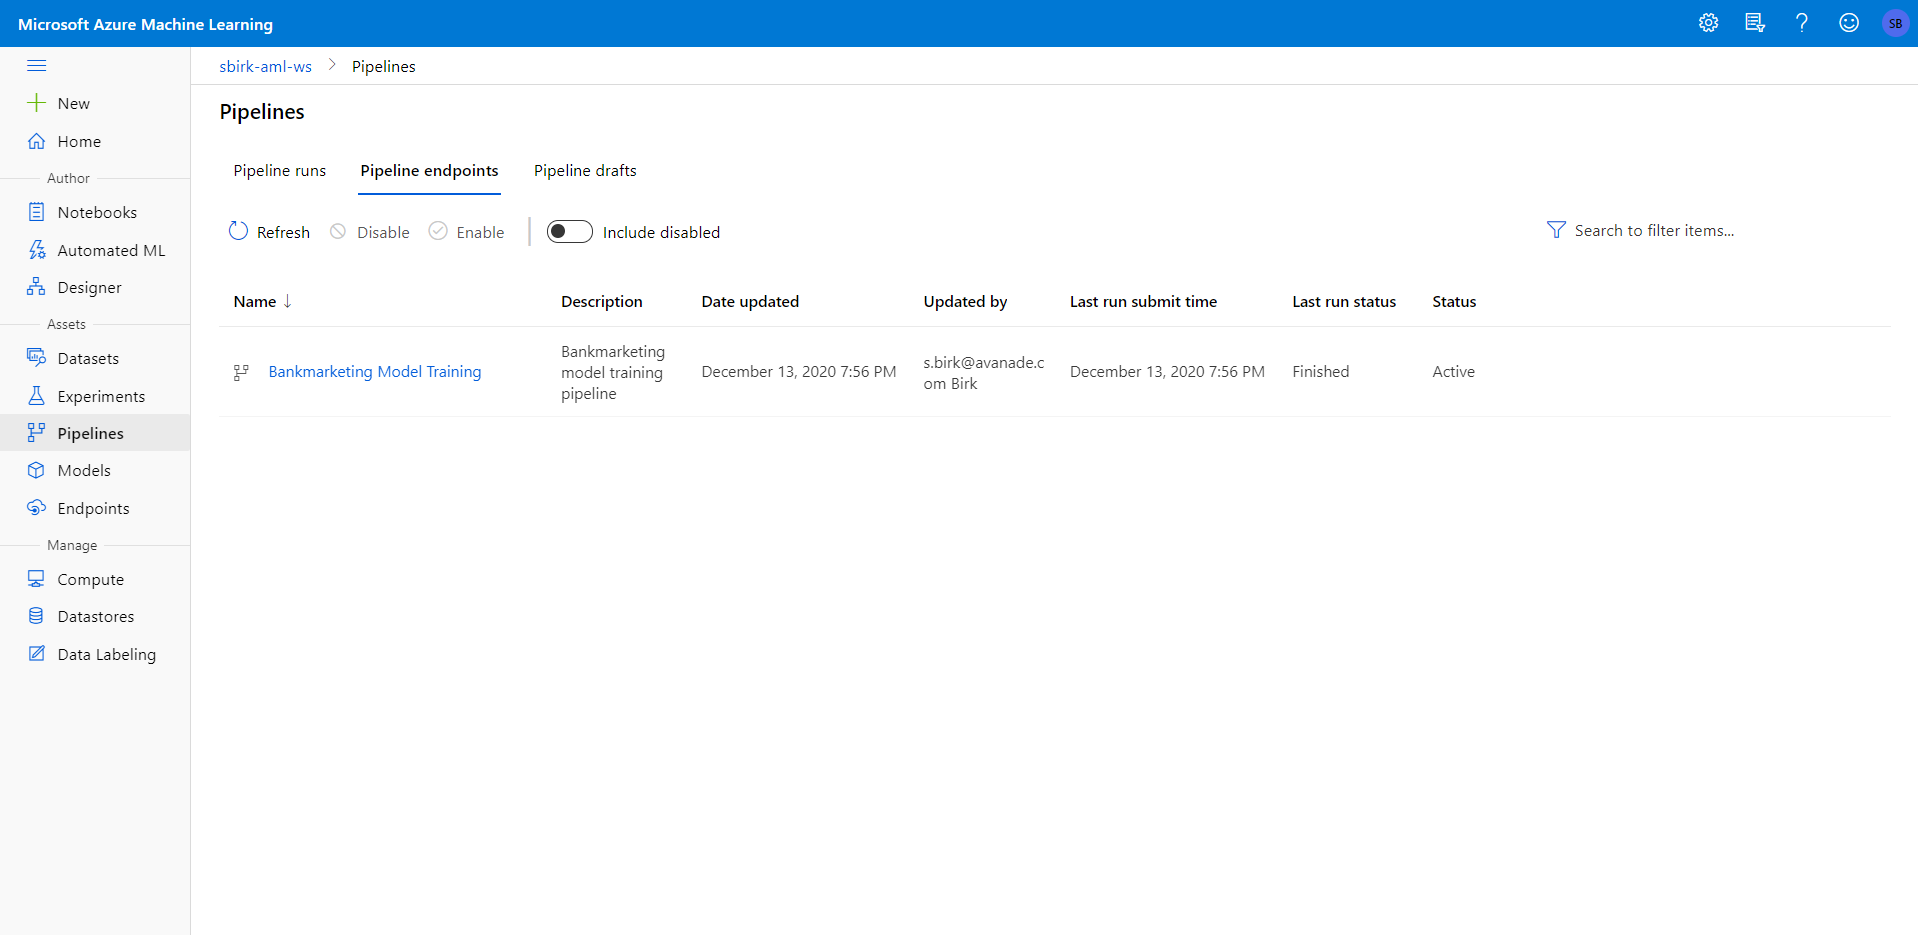 Microsoft Azure Machine Learning
SB
sbirk-aml-ws > Pipelines
New
Home
Author
Notebooks
Automated ML
Designer
Assets
Datasets
Experiments
Pipelines
Models
Endpoints
Manage
Compute
Datastores
Data Labeling
Pipelines
Pipeline runs Pipeline endpoints Pipeline drafts
Refresh Disable Enable Include disabled Search to filter items...
Name ↓ Description Date updated Updated by Last run submit time Last run status Status
Bankmarketing Model Training
Bankmarketing
model training
pipeline
December 13, 2020 7:56 PM
s.birk@avanade.c
om Birk
December 13, 2020 7:56 PM
Finished
Active